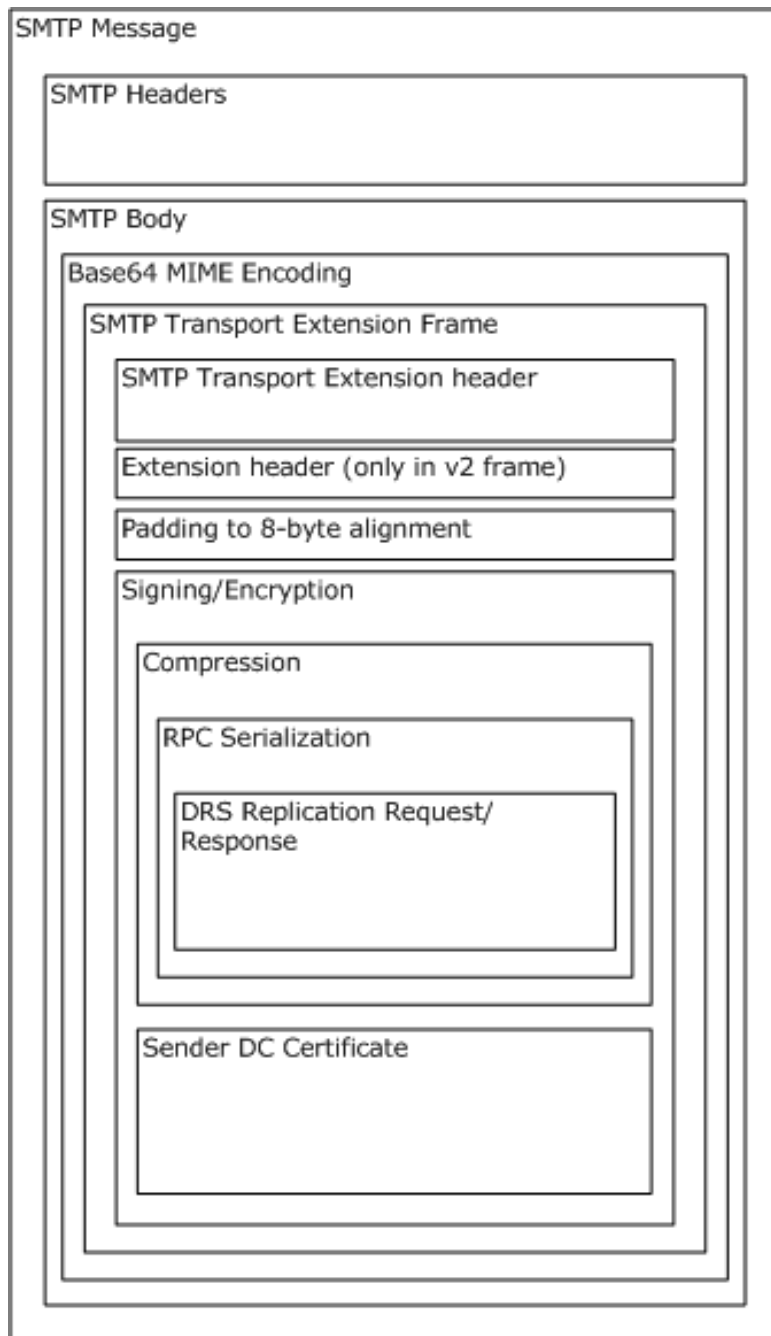 SMTP Message
SMTP Headers
SMTP Body
Base64 MIME Encoding
SMTP Transport Extension Frame
SMTP Transport Extension header
Extension header (only in v2 frame)
Padding to 8-byte alignment
Signing/Encryption
Compression
RPC Serialization
DRS Replication Request/
Response
Sender DC Certificate